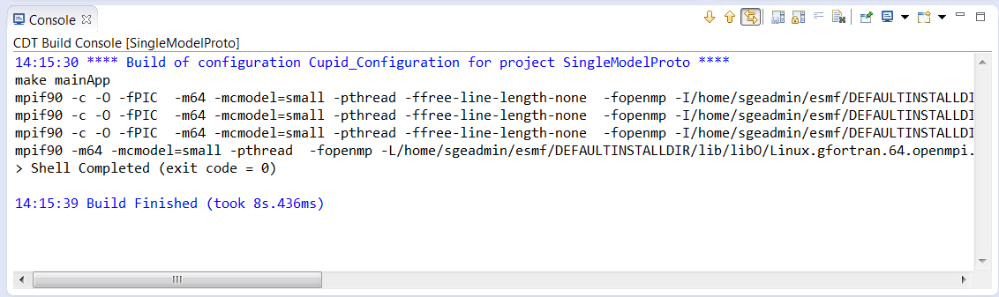 Console
CDT Build Console [SingleModelProto]
14:15:30 **** Build of configuration Cupid_Configuration for project SingleModelProto ****
make mainApp
mpif90 -c -O -fPIC  -m64 -mcmodel=small -pthread -ffree-line-length-none  -fopenmp -I/home/sgeadmin/esmf/DEFAULTINSTALLDI
mpif90 -c -O -fPIC  -m64 -mcmodel=small -pthread -ffree-line-length-none  -fopenmp -I/home/sgeadmin/esmf/DEFAULTINSTALLDI
mpif90 -c -O -fPIC  -m64 -mcmodel=small -pthread -ffree-line-length-none  -fopenmp -I/home/sgeadmin/esmf/DEFAULTINSTALLDI
mpif90 -m64 -mcmodel=small -pthread  -fopenmp -L/home/sgeadmin/esmf/DEFAULTINSTALLDIR/lib/libO/Linux.gfortran.64.openmpi.
> Shell Completed (exit code = 0)
14:15:39 Build Finished (took 8s.436ms)